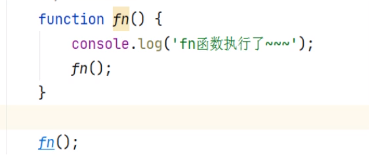 function fn() {
    console.log('fn函数执行了~~~');
    fn();
}
fn();